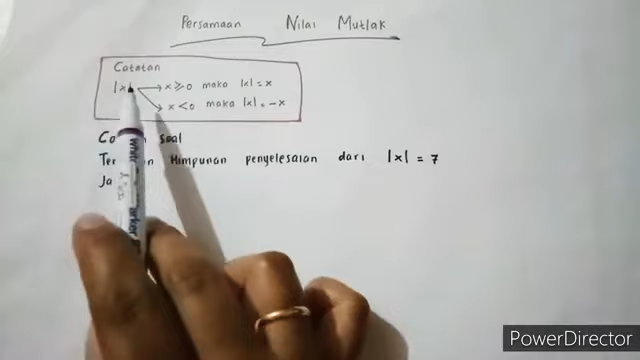 Persamaan Nilai Mutlak
Catatan
|x| → x ≥ 0 maka |x| = x
→ x < 0 maka |x| = -x
soal
Himpunan penyelesaian dari |x| = 7
PowerDirector